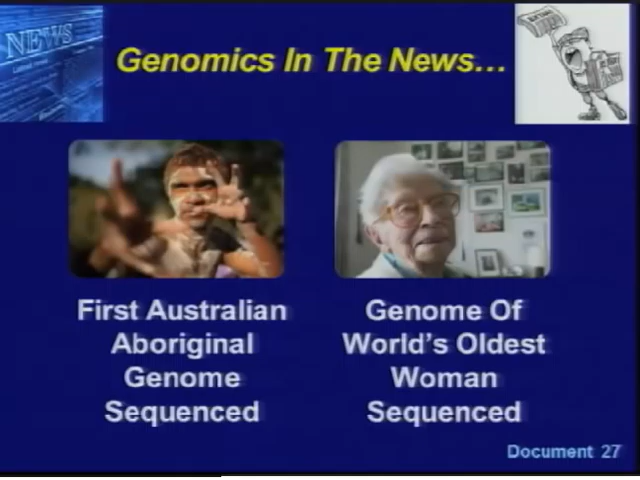 NEWS
Genomics In The News...
First Australian
Aboriginal
Genome
Sequenced
Genome Of
World's Oldest
Woman
Sequenced
Document 27